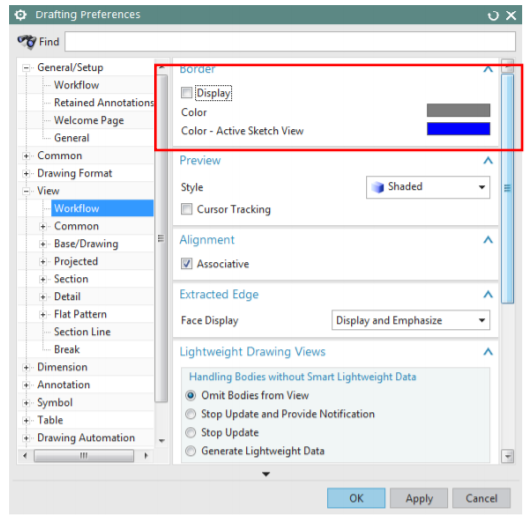 Drafting Preferences
Find
General/Setup
Workflow
Retained Annotations
Welcome Page
General
Common
Drawing Format
View
Workflow
Common
Base/Drawing
Projected
Section
Detail
Flat Pattern
Section Line
Break
Dimension
Annotation
Symbol
Table
Drawing Automation
Border
Display
Color
Color - Active Sketch View
Preview
Style
Shaded
Cursor Tracking
Alignment
Associative
Extracted Edge
Face Display
Display and Emphasize
Lightweight Drawing Views
Handling Bodies without Smart Lightweight Data
Omit Bodies from View
Stop Update and Provide Notification
Stop Update
Generate Lightweight Data
OK
Apply
Cancel